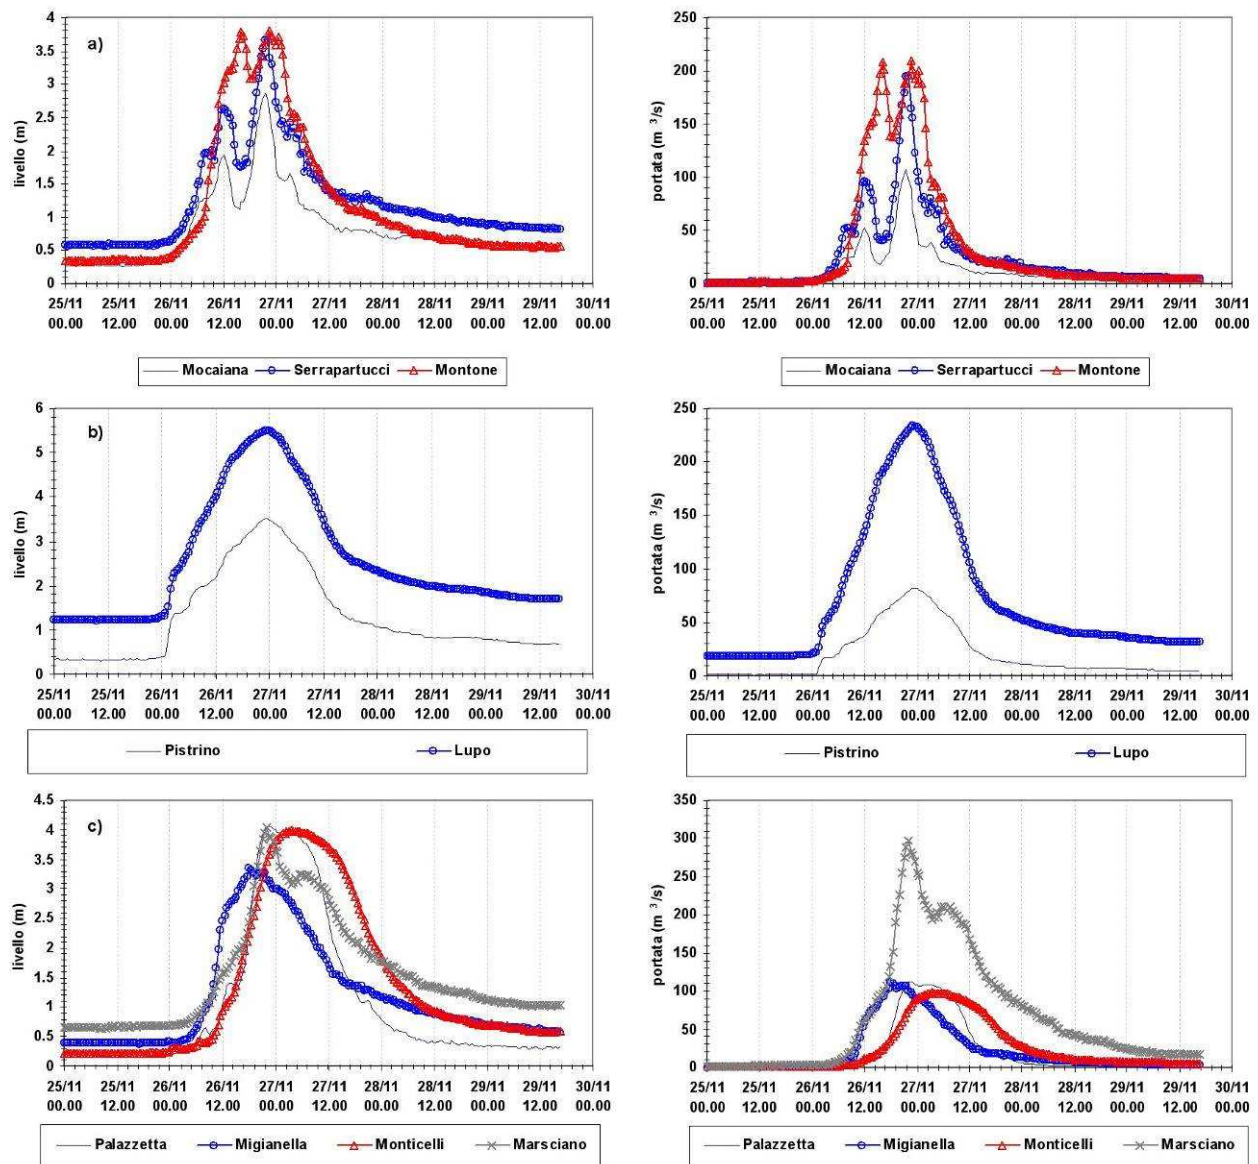 a)
livello (m)
4
3.5
3
2.5
2
1.5
1
0.5
0
25/11 25/11 26/11 26/11 27/11 27/11 28/11 28/11 29/11 29/11 30/11
00.00 12.00 00.00 12.00 00.00 12.00 00.00 12.00 00.00 12.00 00.00
Mocaiana Serrapartucci Montone
portata (m ³/s)
250
200
150
100
50
0
25/11 25/11 26/11 26/11 27/11 27/11 28/11 28/11 29/11 29/11 30/11
00.00 12.00 00.00 12.00 00.00 12.00 00.00 12.00 00.00 12.00 00.00
Mocaiana Serrapartucci Montone
b)
livello (m)
6
5
4
3
2
1
0
25/11 25/11 26/11 26/11 27/11 27/11 28/11 28/11 29/11 29/11 30/11
00.00 12.00 00.00 12.00 00.00 12.00 00.00 12.00 00.00 12.00 00.00
Pistrino Lupo
portata (m ³/s)
250
200
150
100
50
0
25/11 25/11 26/11 26/11 27/11 27/11 28/11 28/11 29/11 29/11 30/11
00.00 12.00 00.00 12.00 00.00 12.00 00.00 12.00 00.00 12.00 00.00
Pistrino Lupo
c)
livello (m)
4.5
4
3.5
3
2.5
2
1.5
1
0.5
0
25/11 25/11 26/11 26/11 27/11 27/11 28/11 28/11 29/11 29/11 30/11
00.00 12.00 00.00 12.00 00.00 12.00 00.00 12.00 00.00 12.00 00.00
Palazzetta Migianella Monticelli Marsciano
portata (m ³/s)
350
300
250
200
150
100
50
0
25/11 25/11 26/11 26/11 27/11 27/11 28/11 28/11 29/11 29/11 30/11
00.00 12.00 00.00 12.00 00.00 12.00 00.00 12.00 00.00 12.00 00.00
Palazzetta Migianella Monticelli Marsciano